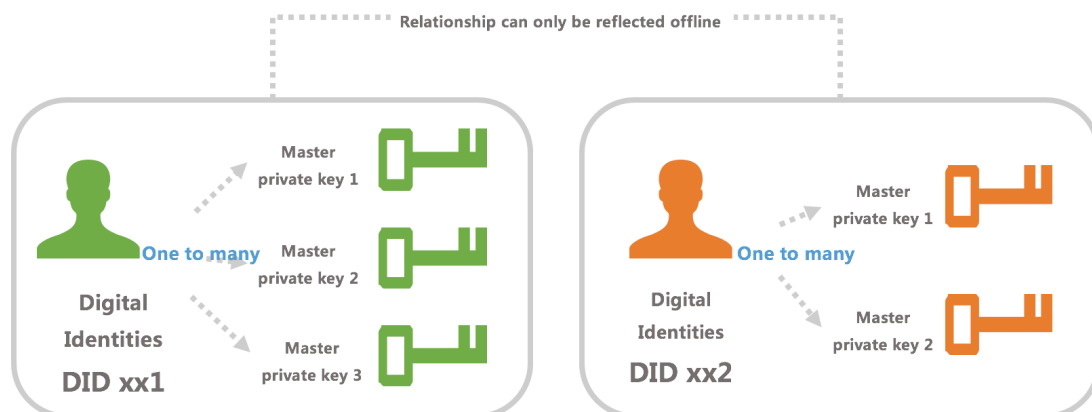 Relationship can only be reflected offline
Master
private key 1
One to many
Master
private key 2
Digital
Identities
DID xx1
Master
private key 3
Master
private key 1
One to many
Digital
Identities
DID xx2
Master
private key 2